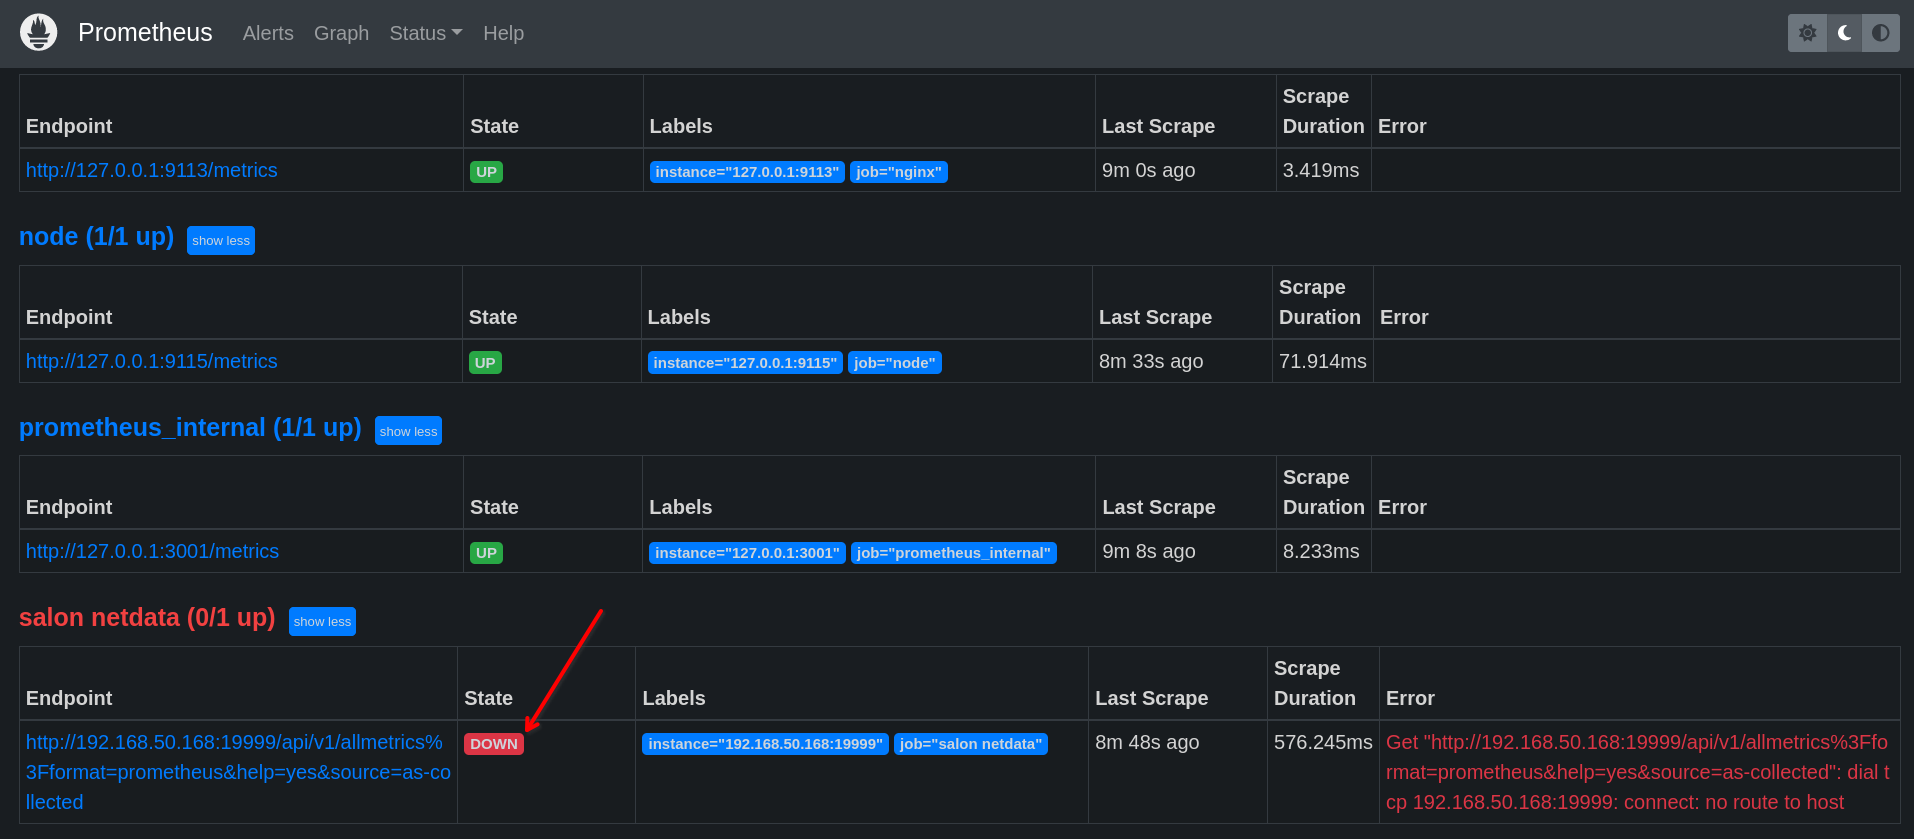 Prometheus Alerts Graph Status Help
Scrape
Endpoint State Labels Last Scrape Duration Error
http://127.0.0.1:9113/metrics UP instance="127.0.0.1:9113" job="nginx" 9m 0s ago 3.419ms
node (1/1 up) show less
Scrape
Endpoint State Labels Last Scrape Duration Error
http://127.0.0.1:9115/metrics UP instance="127.0.0.1:9115" job="node" 8m 33s ago 71.914ms
prometheus_internal (1/1 up) show less
Scrape
Endpoint State Labels Last Scrape Duration Error
http://127.0.0.1:3001/metrics UP instance="127.0.0.1:3001" job="prometheus_internal" 9m 8s ago 8.233ms
salon netdata (0/1 up) show less
Scrape
Endpoint State Labels Last Scrape Duration Error
http://192.168.50.168:19999/api/v1/allmetrics% DOWN instance="192.168.50.168:19999" job="salon netdata" 8m 48s ago 576.245ms Get "http://192.168.50.168:19999/api/v1/allmetrics%3Ffo
3Fformat=prometheus&help=yes&source=as-co rmat=prometheus&help=yes&source=as-collected": dial t
llected cp 192.168.50.168:19999: connect: no route to host